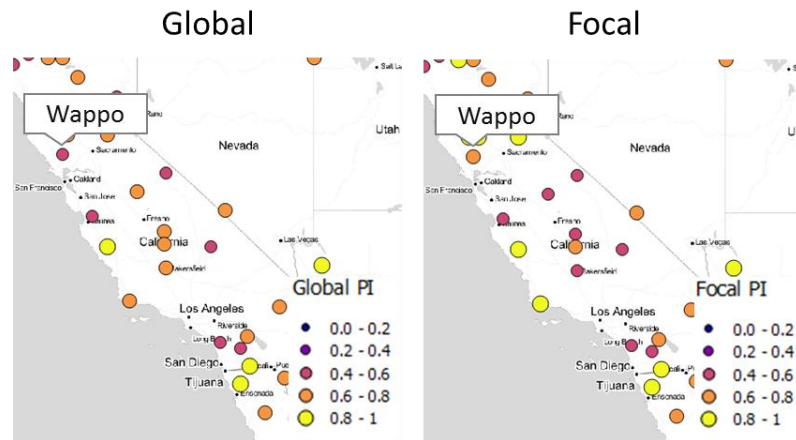 Global
Focal
Salt La
Wappo
Wappo
Reno
Utah
U
Nevada
Nevada
Sacramento
Sacramento
San Francisco
Oakland
San Francisco
Oakland
San Jose
San Jose
Fresno
Fresno
California
California
Las Vegas
Las Vegas
Bakersfield
Bakersfield
Global PI
0.0 - 0.2
0.2 - 0.4
0.4 - 0.6
0.6 - 0.8
0.8 - 1
Focal PI
0.0 - 0.2
0.2 - 0.4
0.4 - 0.6
0.6 - 0.8
0.8 - 1
Los Angeles
Riverside
Los Angeles
Riverside
Long B
San Diego
Tijuana
Ensenada
San Diego
Tijuana
Ensenada